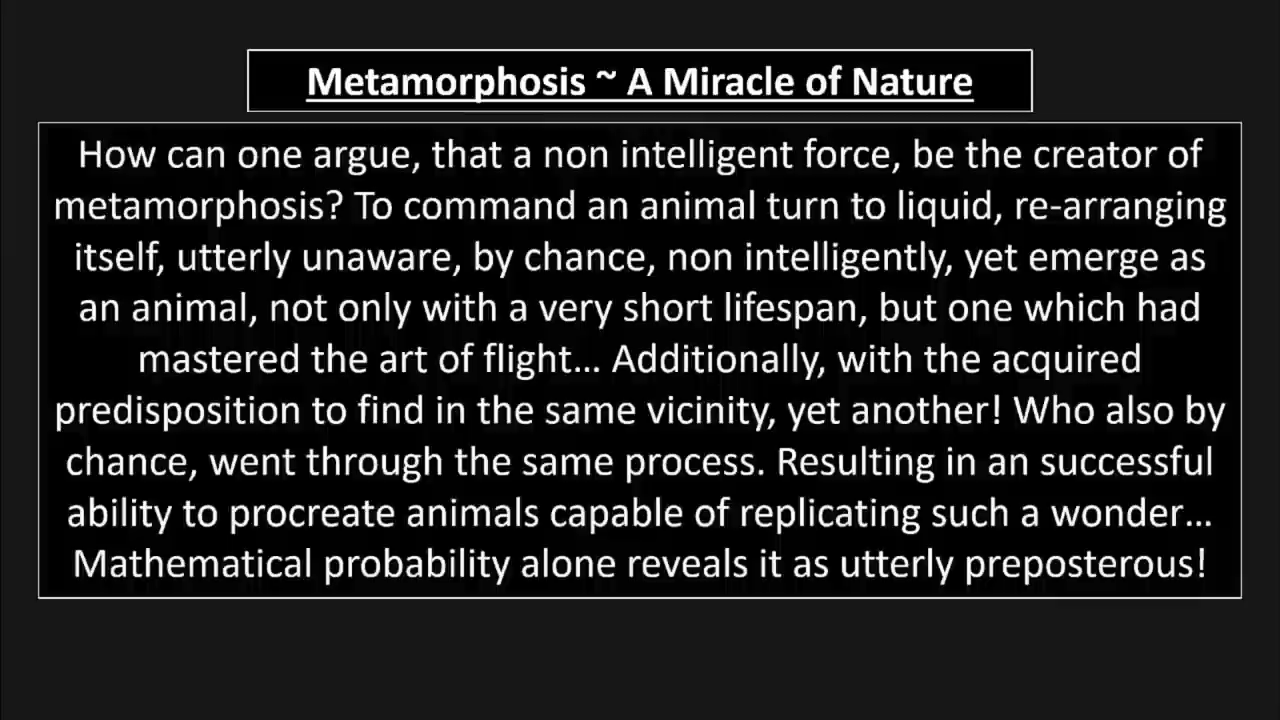 Metamorphosis ~ A Miracle of Nature
How can one argue, that a non intelligent force, be the creator of
metamorphosis? To command an animal turn to liquid, re-arranging
itself, utterly unaware, by chance, non intelligently, yet emerge as
an animal, not only with a very short lifespan, but one which had
mastered the art of flight... Additionally, with the acquired
predisposition to find in the same vicinity, yet another! Who also by
chance, went through the same process. Resulting in an successful
ability to procreate animals capable of replicating such a wonder...
Mathematical probability alone reveals it as utterly preposterous!